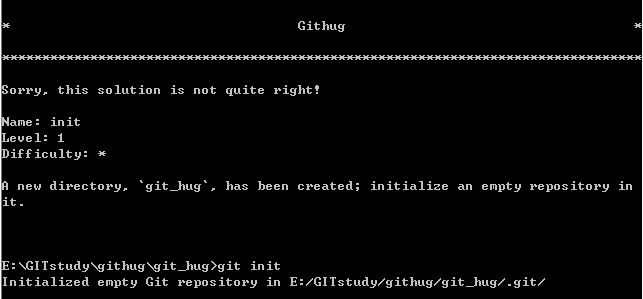 *                                    Githug                                    *
********************************************************************************
Sorry, this solution is not quite right!
Name: init
Level: 1
Difficulty: *
A new directory, `git_hug`, has been created; initialize an empty repository in
it.
E:\GITstudy\githug\git_hug>git init
Initialized empty Git repository in E:/GITstudy/githug/git_hug/.git/